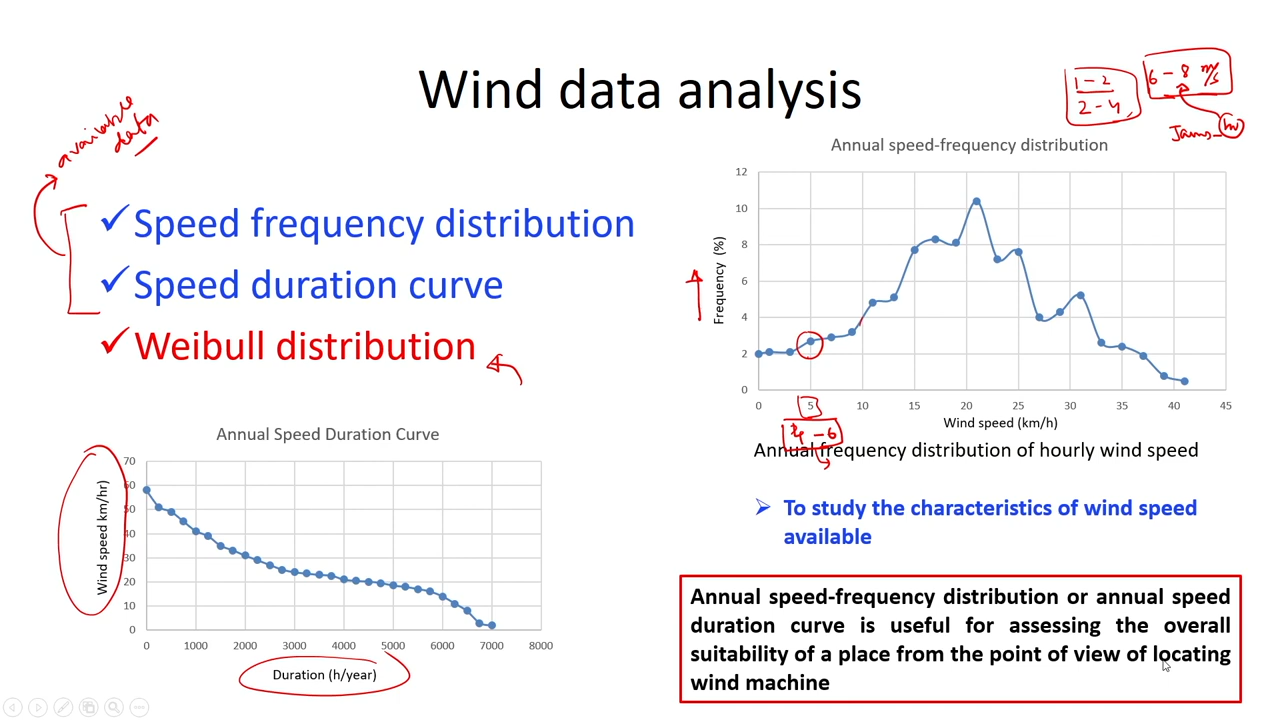 Wind data analysis
1-2
2-4
6-8 m/s
available
data
✓ Speed frequency distribution
✓ Speed duration curve
✓ Weibull distribution
Annual speed-frequency distribution
Frequency (%)
12
10
8
6
4
2
0
0 5 10 15 20 25 30 35 40 45
Wind speed (km/h)
4-6
Annual frequency distribution of hourly wind speed
Annual Speed Duration Curve
Wind speed km/hr)
70
60
50
40
30
20
10
0
0 1000 2000 3000 4000 5000 6000 7000 8000
Duration (h/year)
➢ To study the characteristics of wind speed
available
Annual speed-frequency distribution or annual speed
duration curve is useful for assessing the overall
suitability of a place from the point of view of locating
wind machine